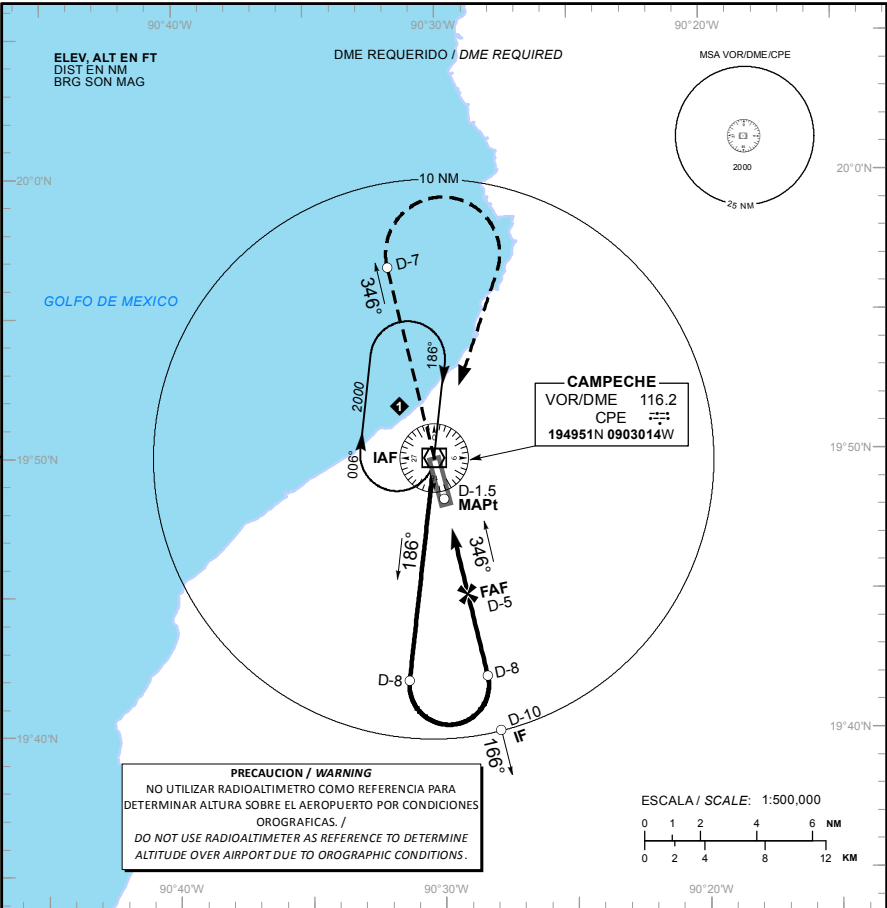 90°40'W
90°30'W
90°20'W
ELEV, ALT EN FT
DIST EN NM
BRG SON MAG
DME REQUERIDO / DME REQUIRED
MSA VOR/DME/CPE
2000
25 NM
20°0'N
20°0'N
10 NM
D-7
346°
GOLFO DE MEXICO
186°
2000
1
006°
CAMPECHE
VOR/DME 116.2
CPE
194951N 0903014W
19°50'N
19°50'N
IAF
27
9
D-1.5
MAPt
186°
346°
FAF
D-5
D-8
D-8
D-10
IF
166°
19°40'N
19°40'N
PRECAUCION / WARNING
NO UTILIZAR RADIOALTIMETRO COMO REFERENCIA PARA
DETERMINAR ALTURA SOBRE EL AEROPUERTO POR CONDICIONES
OROGRAFICAS. /
DO NOT USE RADIOALTIMETER AS REFERENCE TO DETERMINE
ALTITUDE OVER AIRPORT DUE TO OROGRAPHIC CONDITIONS.
ESCALA / SCALE: 1:500,000
0 1 2 4 6 NM
0 2 4 8 12 KM
90°40'W
90°30'W
90°20'W